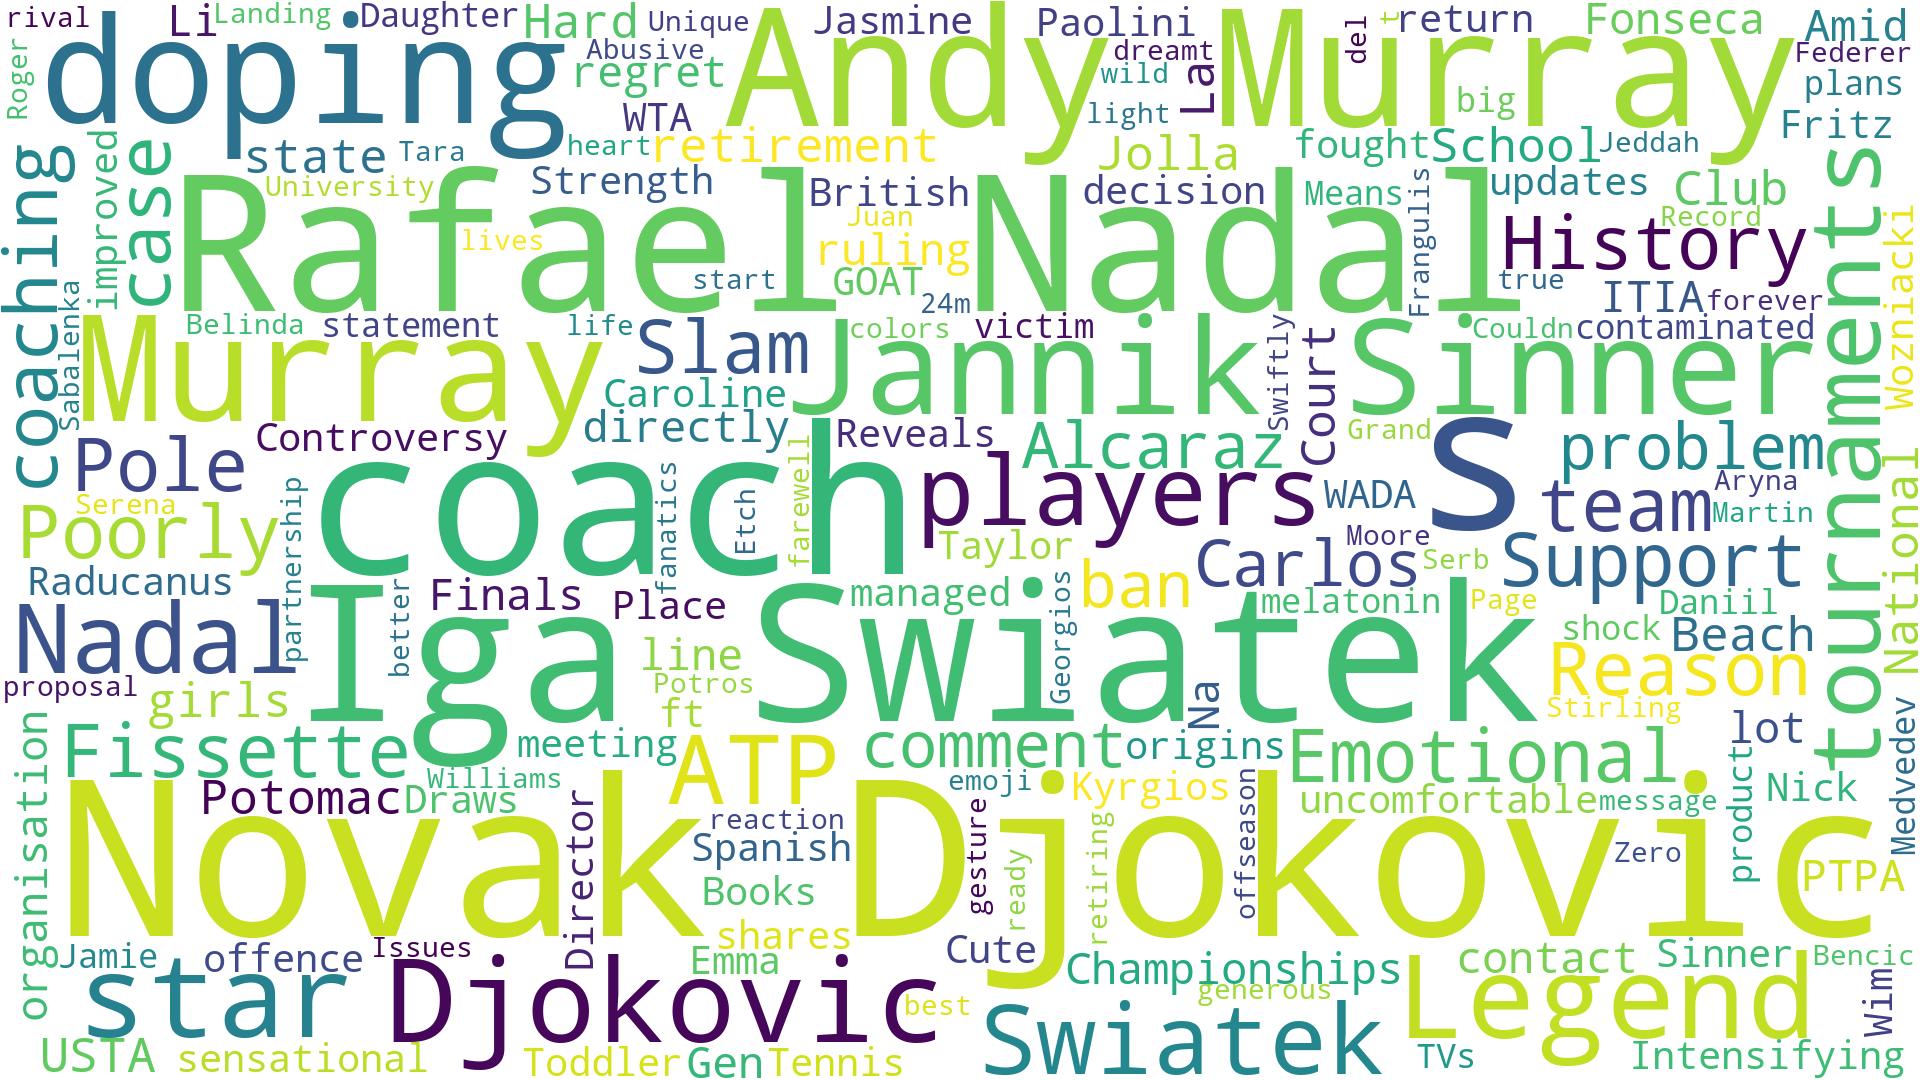 rival
Li
Landing
Daughter
Hard
Unique
Jasmine
Paolini
del
t
return
Fonseca
Amid
Roger
doping
Abusive
regret
Andy Murray
dreamt
wild
La
big
Federer
plans
WTA
light
Fritz
coaching
improved
case
state
Tara
heart
retirement
Jolla
fought
School
Jeddah
University
Strength
British
decision
Means
Frangulis
updates
Club
Rafael Nadal
Juan
Record
lives
ruling
History
tournaments
Wozniacki
start
GOAT
24m
true
ITIA
forever
Sabalenka
Belinda
statement
life
Slam
colors
victim
Swiftly
court
Couldn
contaminated
Murray
Jannik Sinner
Caroline
directly
Controversy
Reveals
Alcaraz
Grand
S
problem
Pole
farewell
fanatics
coach
players
WADA
team
Aryna
National
Serena
Poorly
partnership
Etch
Taylor
Moore
Martin
Carlos
Serb
Support
Raducanus
better
Finals
Place
managed
Georgios
ban
melatonin
Page
Daniil
Nadal
Iga Swiatek
shock
Beach
line
Reason
proposal
girls
Potros
ft
Na
Stirling
Medvedev
organisation
Fissette
meeting
ATP
comment
origins
Emotional
lot
product
Williams
emoji
Kyrgios
uncomfortable
message
Nick
Potomac
Draws
Director
reaction
gesture
offseason
Novak Djokovic
Spanish
ready
retiring
Zero
PTPA
Books
Jamie
offence
Issues
shares
Emma
Cute
Championships
contact
Sinner
Bencic
star
Djokovic
best
generous
Legend
Wim
Swiatek
USTA
sensational
Toddler
Gen
Tennis
TVs
Intensifying